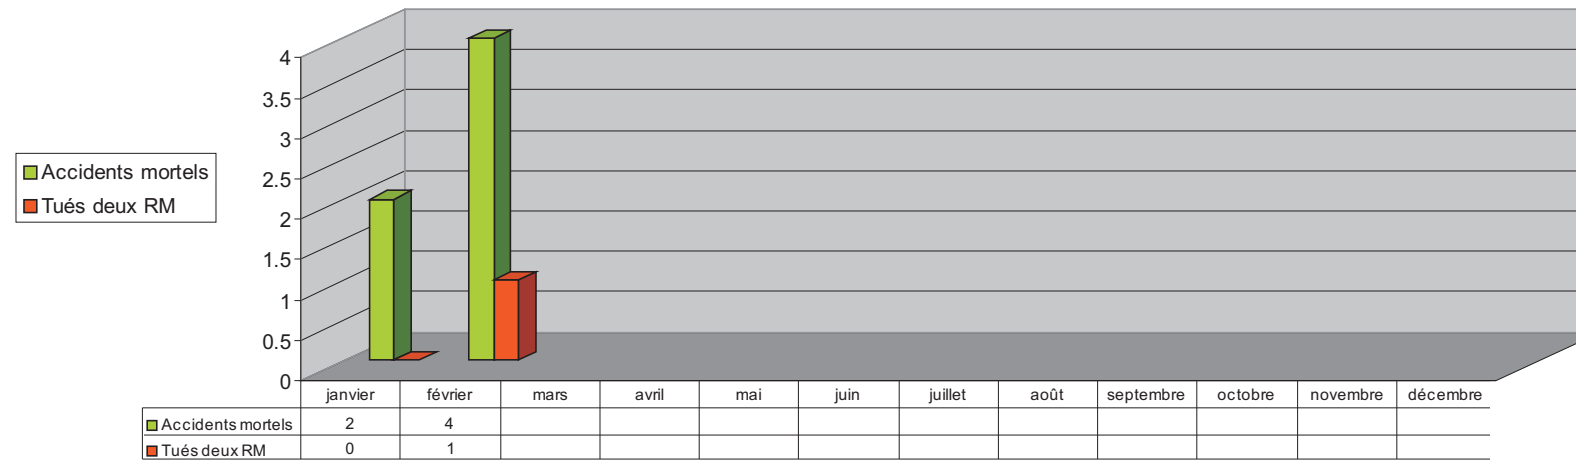 4
3.5
3
2.5
2
1.5
1
0.5
0
Accidents mortels
Tués deux RM
janvier février mars avril mai juin juillet août septembre octobre novembre décembre
Accidents mortels 2 4
Tués deux RM 0 1